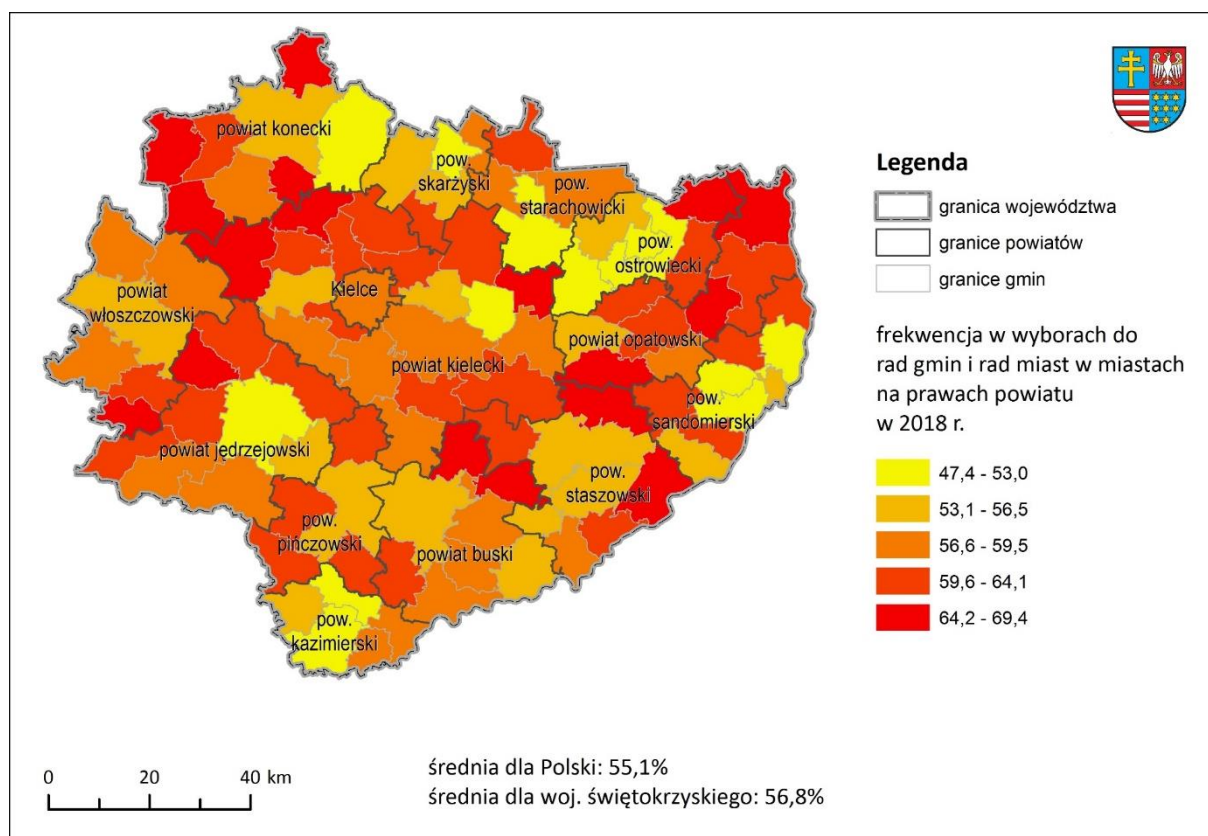 powiat konecki
pow.
skarżyski
pow.
starachowicki
pow.
ostrowiecki
powiat
włoszczowski
Kielce
powiat kielecki
powiat opatowski
pow.
sandomierski
powiat jędrzejowski
pow.
staszowski
pow.
pińczowski
powiat buski
pow.
kazimierski
Legenda
granica województwa
granice powiatów
granice gmin
frekwencja w wyborach do
rad gmin i rad miast w miastach
na prawach powiatu
w 2018 r.
47,4 - 53,0
53,1 - 56,5
56,6 - 59,5
59,6 - 64,1
64,2 - 69,4
0 20 40 km
średnia dla Polski: 55,1%
średnia dla woj. świętokrzyskiego: 56,8%